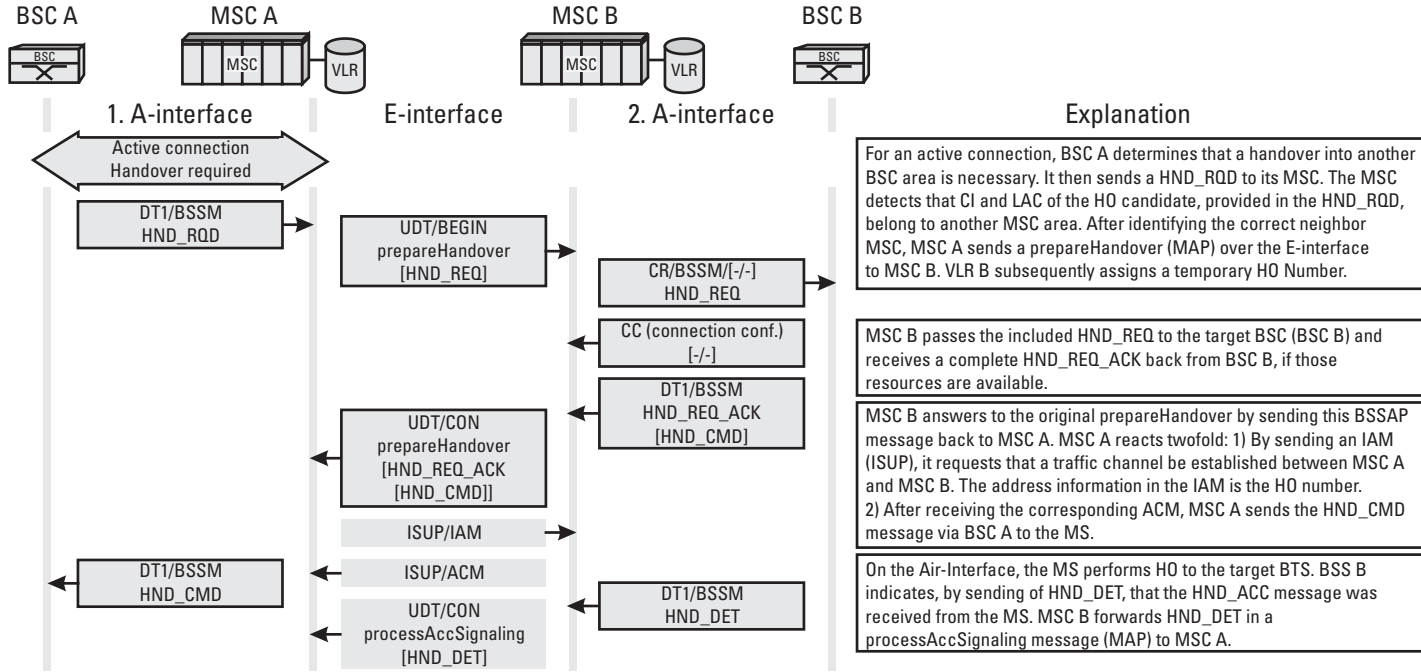 BSC A
MSC A
MSC B
BSC B
BSC
MSC
VLR
MSC
VLR
BSC
1. A-interface
E-interface
2. A-interface
Explanation
Active connection
Handover required
DT1/BSSM
HND_RQD
UDT/BEGIN
prepareHandover
[HND_REQ]
CR/BSSM/[-/-]
HND_REQ
For an active connection, BSC A determines that a handover into another
BSC area is necessary. It then sends a HND_RQD to its MSC. The MSC
detects that CI and LAC of the HO candidate, provided in the HND_RQD,
belong to another MSC area. After identifying the correct neighbor
MSC, MSC A sends a prepareHandover (MAP) over the E-interface
to MSC B. VLR B subsequently assigns a temporary HO Number.
CC (connection conf.)
[-/-]
MSC B passes the included HND_REQ to the target BSC (BSC B) and
receives a complete HND_REQ_ACK back from BSC B, if those
resources are available.
DT1/BSSM
HND_REQ_ACK
[HND_CMD]
UDT/CON
prepareHandover
[HND_REQ_ACK
[HND_CMD]]
MSC B answers to the original prepareHandover by sending this BSSAP
message back to MSC A. MSC A reacts twofold: 1) By sending an IAM
(ISUP), it requests that a traffic channel be established between MSC A
and MSC B. The address information in the IAM is the HO number.
2) After receiving the corresponding ACM, MSC A sends the HND_CMD
message via BSC A to the MS.
ISUP/IAM
ISUP/ACM
DT1/BSSM
HND_CMD
DT1/BSSM
HND_DET
UDT/CON
processAccSignaling
[HND_DET]
On the Air-Interface, the MS performs HO to the target BTS. BSS B
indicates, by sending of HND_DET, that the HND_ACC message was
received from the MS. MSC B forwards HND_DET in a
processAccSignaling message (MAP) to MSC A.